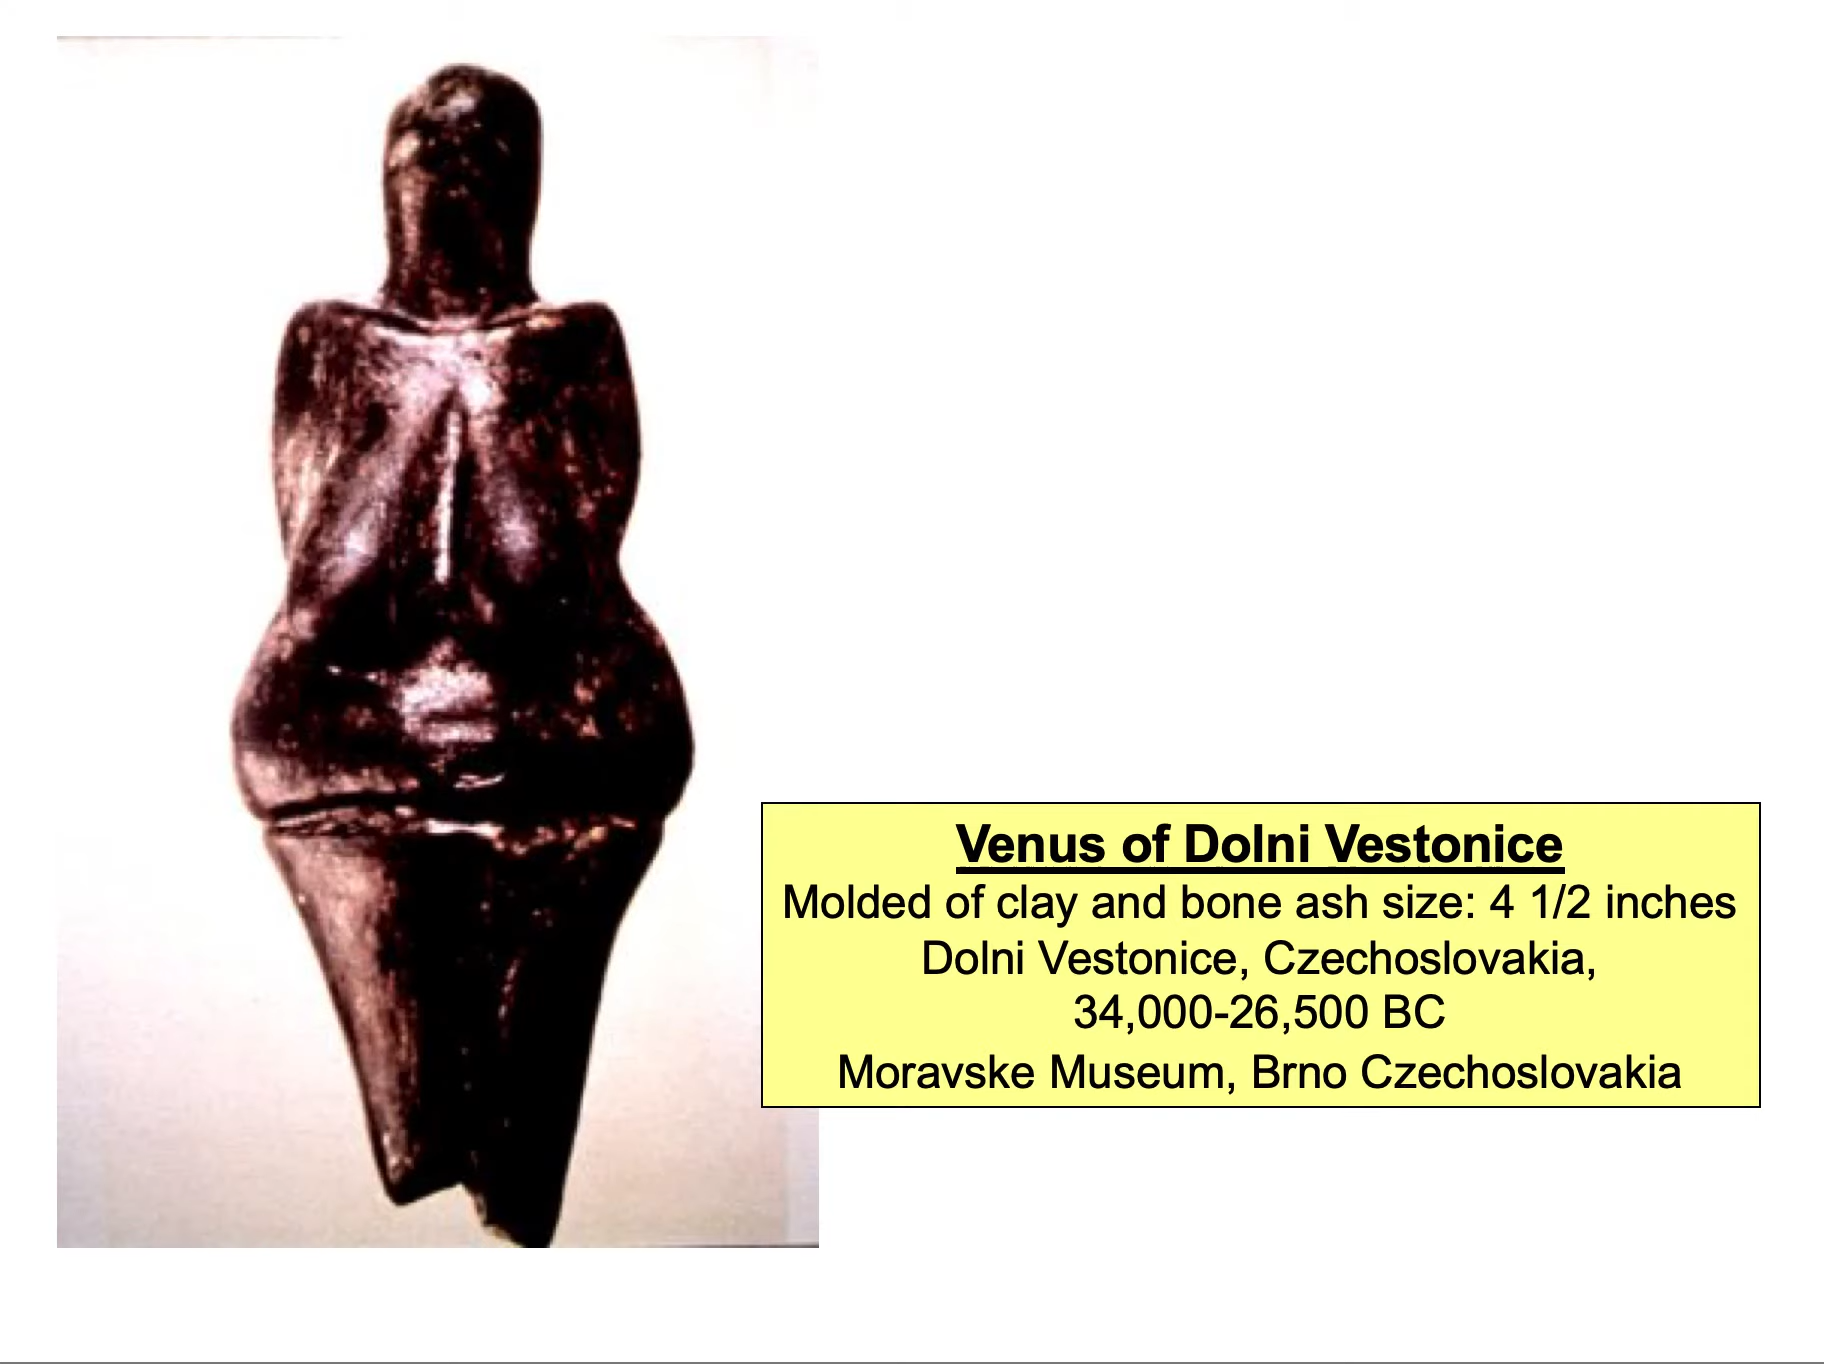 Venus of Dolni Vestonice
Molded of clay and bone ash size: 4 1/2 inches
Dolni Vestonice, Czechoslovakia,
34,000-26,500 BC
Moravske Museum, Brno Czechoslovakia